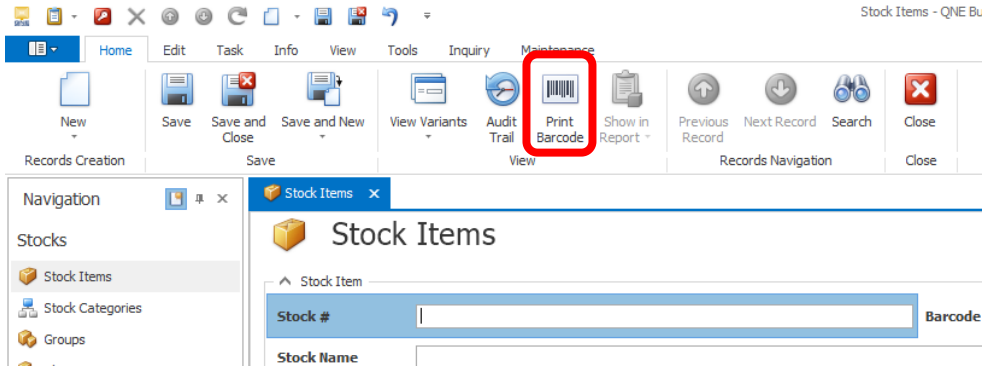 Stock Items - QNE Bu
Home Edit Task Info View Tools Inquiry Maintenance
New Save Save and Close Save and New View Variants Audit Trail Print Barcode Show in Report Previous Record Next Record Search Close
Records Creation Save View Records Navigation Close
Navigation
Stock Items
Stocks
Stock Items
Stock Items
Stock Item
Stock Categories
Stock # Barcode
Groups
Stock Name